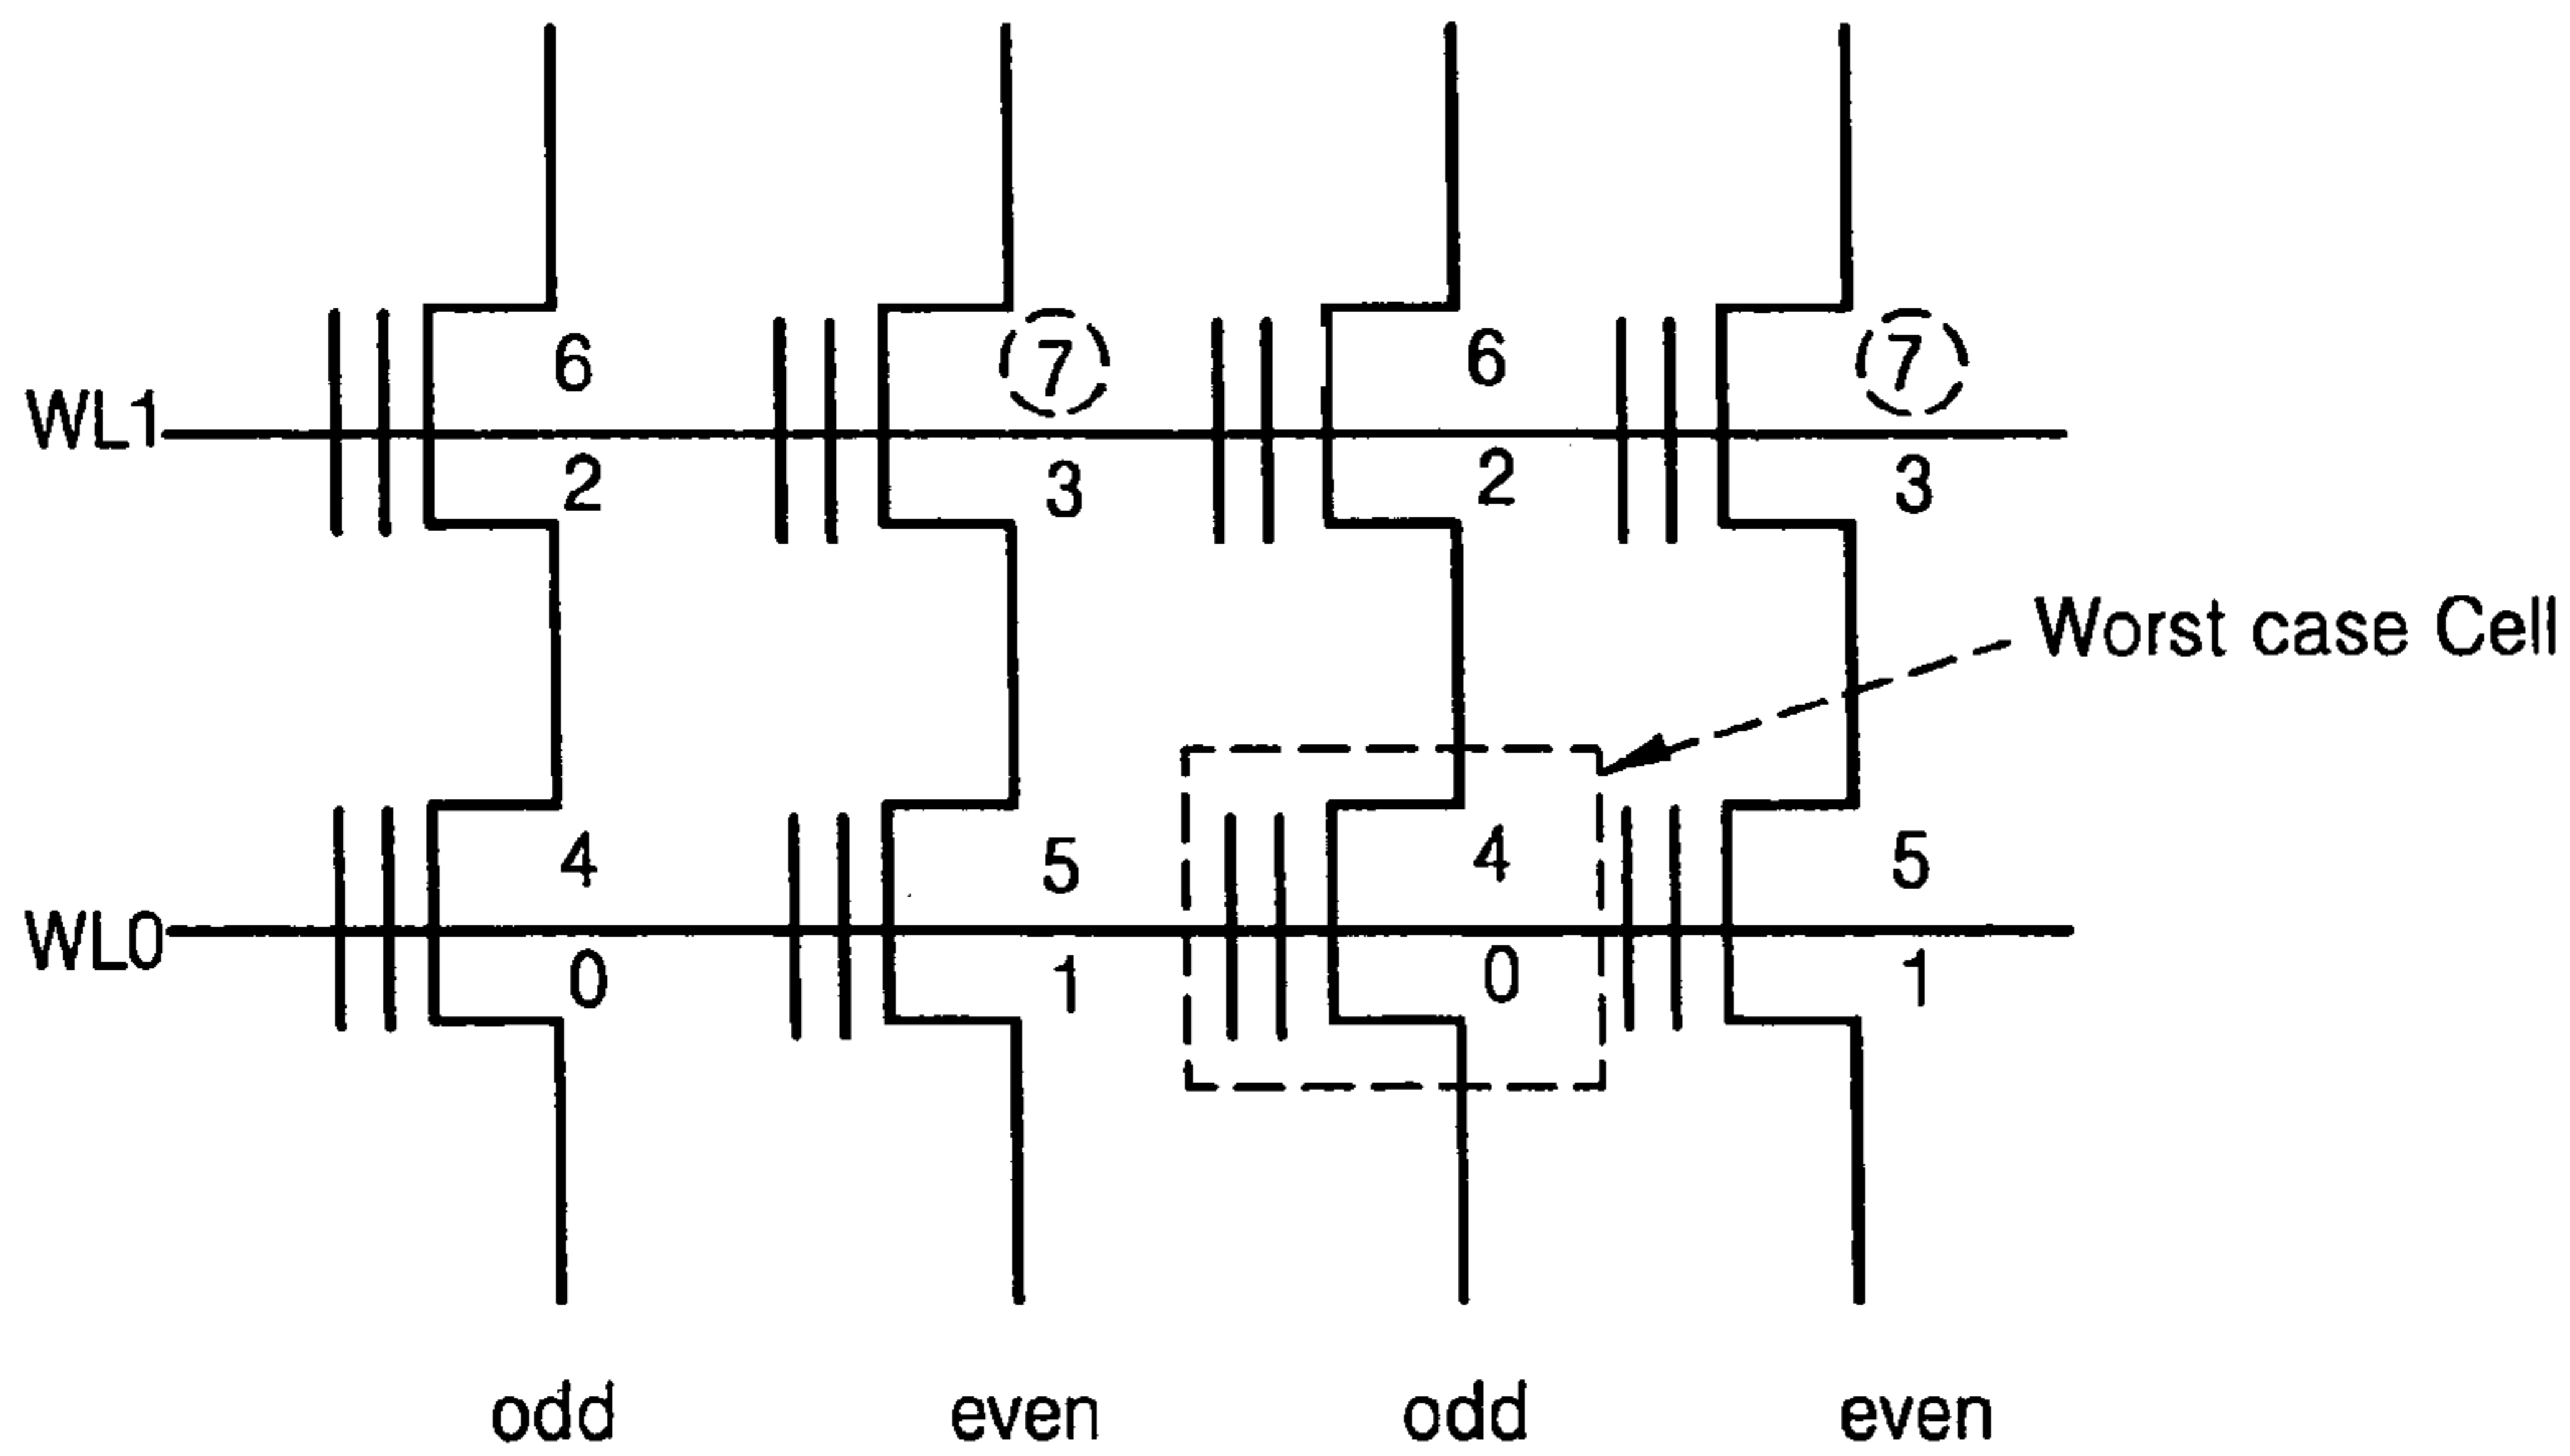 6 7 6 7
WL1
2 3 2 3
Worst case Cell
4 5 4 5
WL0
0 1 0 1
odd even odd even